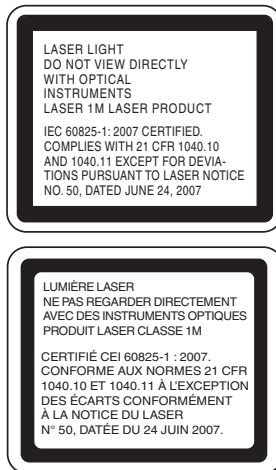 LASER LIGHT
DO NOT VIEW DIRECTLY
WITH OPTICAL
INSTRUMENTS
LASER 1M LASER PRODUCT
IEC 60825-1: 2007 CERTIFIED.
COMPLIES WITH 21 CFR 1040.10
AND 1040.11 EXCEPT FOR DEVIA-
TIONS PURSUANT TO LASER NOTICE
NO. 50, DATED JUNE 24, 2007
LUMIÈRE LASER
NE PAS REGARDER DIRECTEMENT
AVEC DES INSTRUMENTS OPTIQUES
PRODUIT LASER CLASSE 1M
CERTIFIÉ CEI 60825-1 : 2007.
CONFORME AUX NORMES 21 CFR
1040.10 ET 1040.11 À L'EXCEPTION
DES ÉCARTS CONFORMÉMENT
À LA NOTICE DU LASER
N° 50, DATÉE DU 24 JUIN 2007.